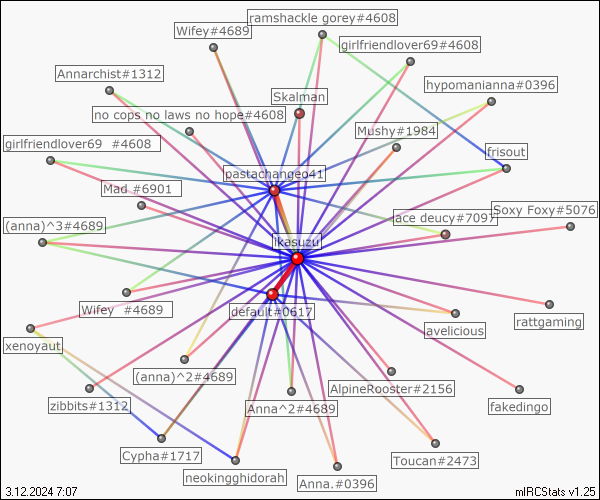 ramshackle gorey#4608
Wifey#4689
girlfriendlover69#4608
Annarchist#1312
hypomanianna#0396
Skalman
no cops no laws no hope#4608
Mushy#1984
girlfriendlover69 #4608
frisout
pastachangeo41
Mad #6901
Soxy Foxy#5076
ace deucy#7097
(anna)^3#4689
ikasuzu
Wifey #4689
default#0617
rattgaming
avelicious
xenoyaut
(anna)^2#4689
AlpineRooster#2156
zibbits#1312
Anna^2#4689
fakedingo
Cypha#1717
Toucan#2473
neokingghidorah
Anna.#0396
3.12.2024 7:07
mIRCStats v1.25